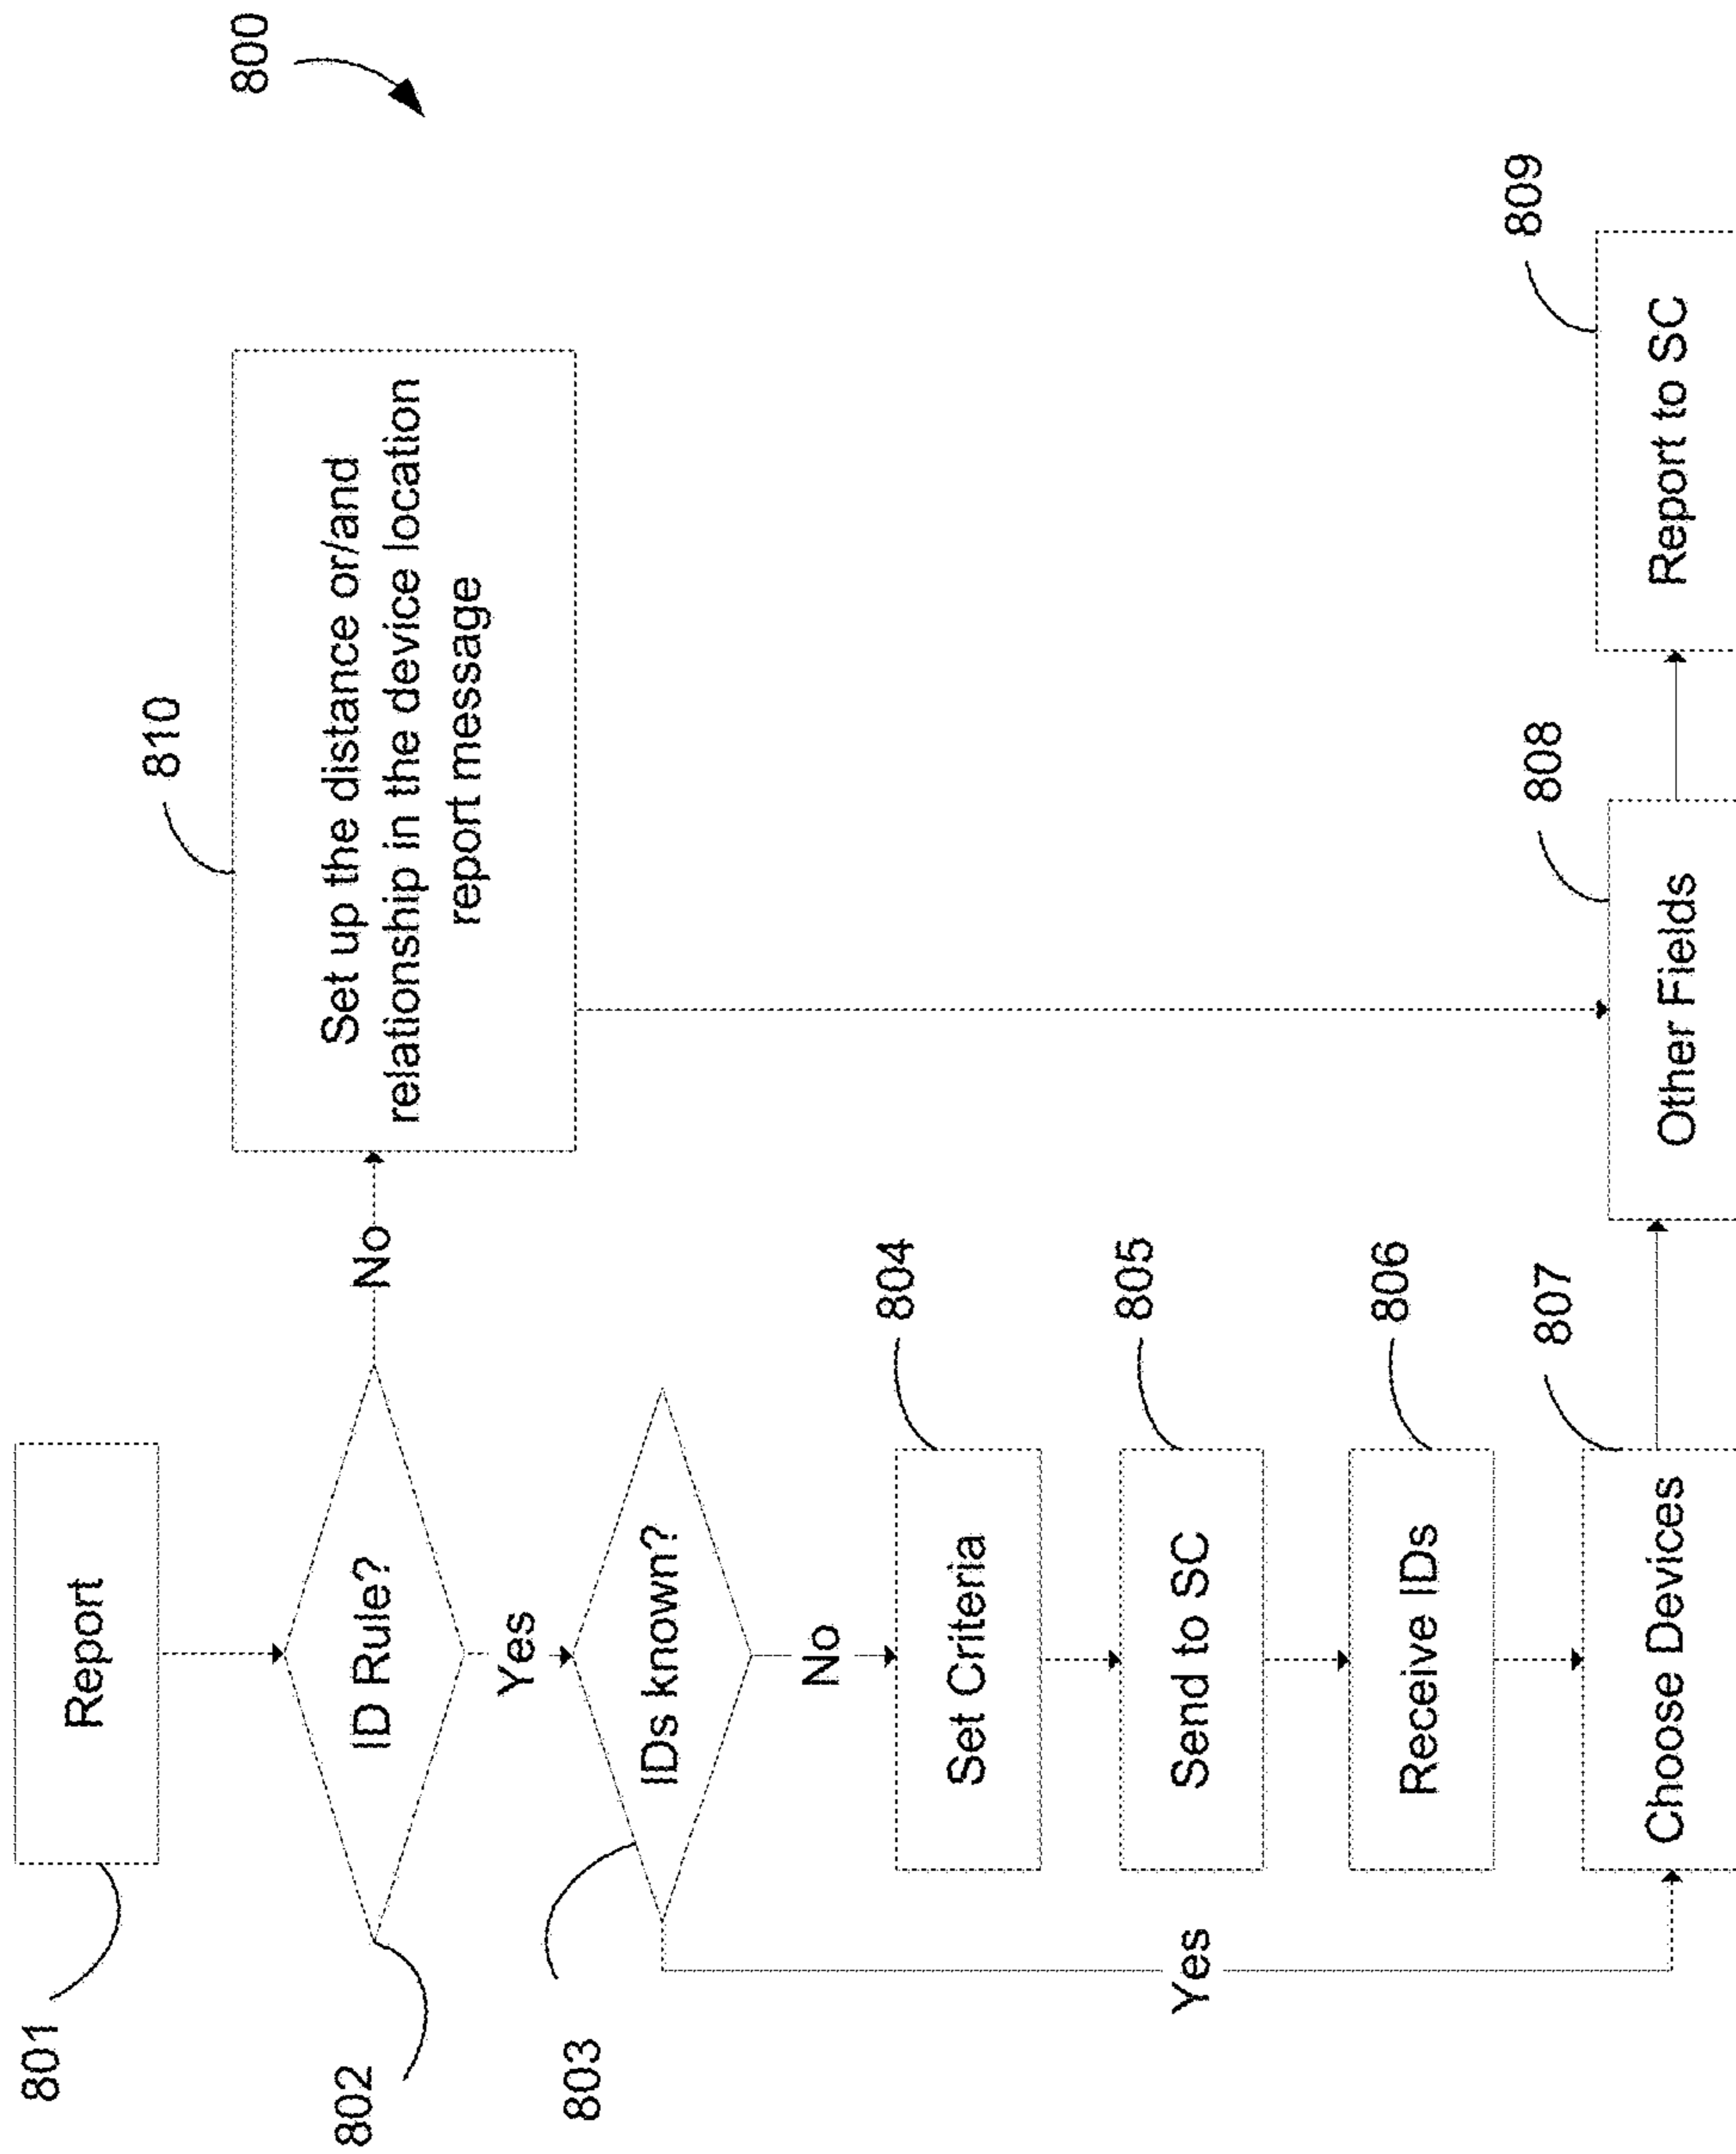 800
801
Report
802
ID Rule?
No
810
Set up the distance or/and
relationship in the device location
report message
Yes
803
IDs known?
No
Yes
804
Set Criteria
805
Send to SC
806
Receive IDs
807
Choose Devices
808
Other Fields
809
Report to SC